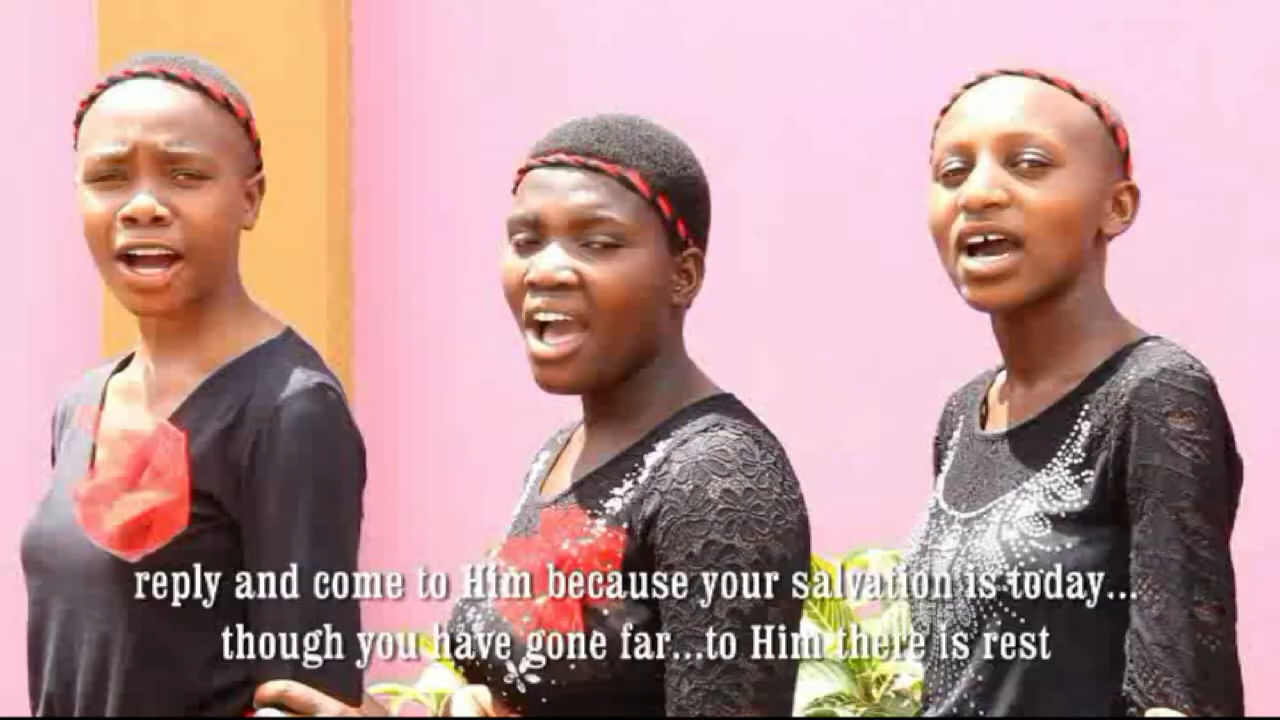 reply and come to Him because your salvation is today...
though you have gone far...to Him there is rest